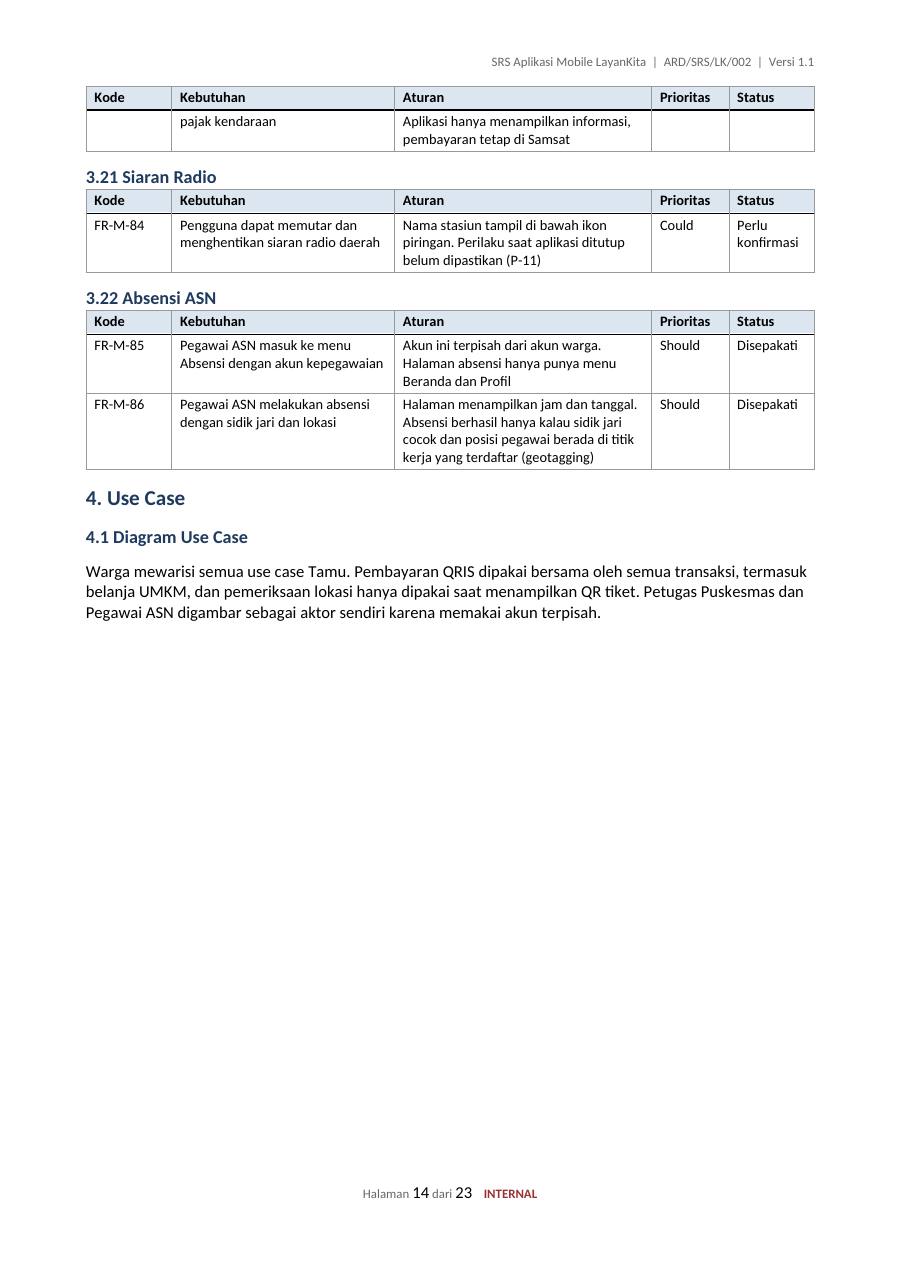 SRS Aplikasi Mobile LayanKita | ARD/SRS/LK/002 | Versi 1.1
Kode Kebutuhan Aturan Prioritas Status
pajak kendaraan Aplikasi hanya menampilkan informasi,
pembayaran tetap di Samsat
3.21 Siaran Radio
Kode Kebutuhan Aturan Prioritas Status
FR-M-84 Pengguna dapat memutar dan Nama stasiun tampil di bawah ikon Could Perlu
menghentikan siaran radio daerah piringan. Perilaku saat aplikasi ditutup konfirmasi
belum dipastikan (P-11)
3.22 Absensi ASN
Kode Kebutuhan Aturan Prioritas Status
FR-M-85 Pegawai ASN masuk ke menu Akun ini terpisah dari akun warga. Should Disepakati
Absensi dengan akun kepegawaian Halaman absensi hanya punya menu
Beranda dan Profil
FR-M-86 Pegawai ASN melakukan absensi Halaman menampilkan jam dan tanggal. Should Disepakati
dengan sidik jari dan lokasi Absensi berhasil hanya kalau sidik jari
cocok dan posisi pegawai berada di titik
kerja yang terdaftar (geotagging)
4. Use Case
4.1 Diagram Use Case
Warga mewarisi semua use case Tamu. Pembayaran QRIS dipakai bersama oleh semua transaksi, termasuk
belanja UMKM, dan pemeriksaan lokasi hanya dipakai saat menampilkan QR tiket. Petugas Puskesmas dan
Pegawai ASN digambar sebagai aktor sendiri karena memakai akun terpisah.
Halaman 14 dari 23 INTERNAL